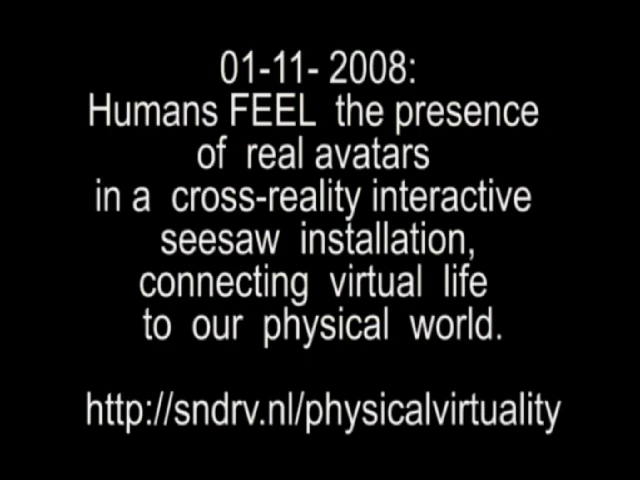 01-11- 2008:
Humans FEEL the presence
of real avatars
in a cross-reality interactive
seesaw installation,
connecting virtual life
to our physical world.
http://sndrv.nl/physicalvirtuality